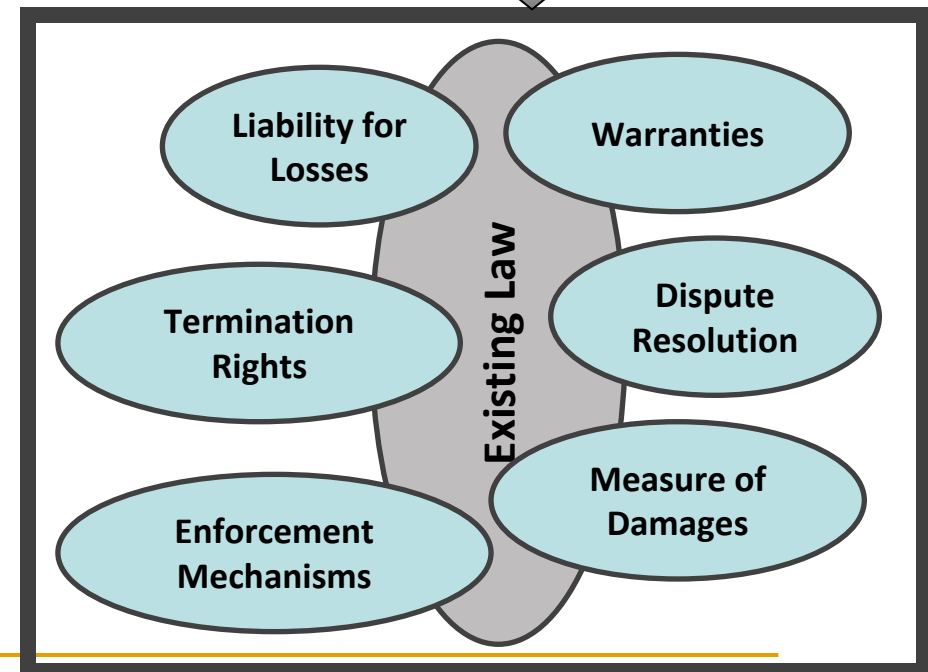 Liability for
Losses
Warranties
Existing Law
Termination
Rights
Dispute
Resolution
Enforcement
Mechanisms
Measure of
Damages